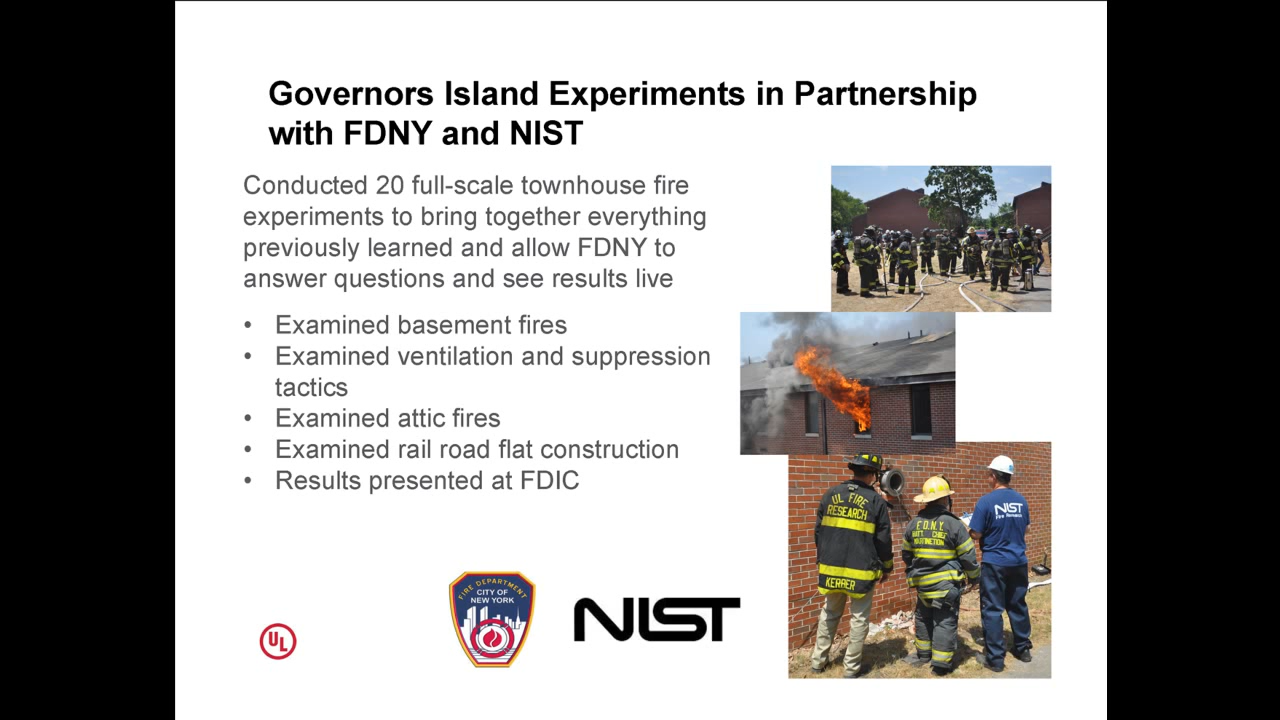 Governors Island Experiments in Partnership
with FDNY and NIST
Conducted 20 full-scale townhouse fire
experiments to bring together everything
previously learned and allow FDNY to
answer questions and see results live
• Examined basement fires
• Examined ventilation and suppression
tactics
• Examined attic fires
• Examined rail road flat construction
• Results presented at FDIC
UL FIRE
RESEARCH
KERBER
F.D.N.Y.
BATT. CHIEF
NIST
Fire Research
UL
FIRE DEPARTMENT
CITY OF
NEW YORK
NIST